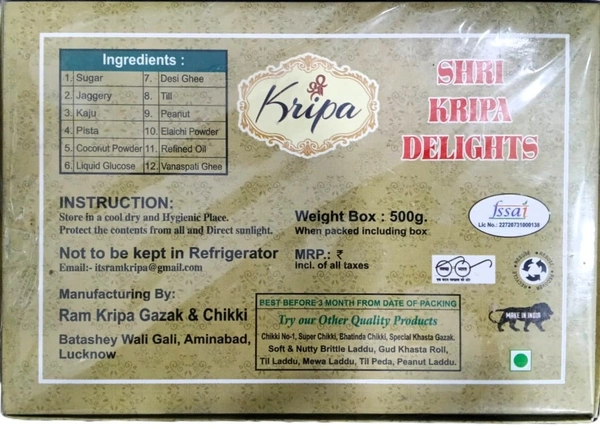 Ingredients :
1. Sugar 7. Desi Ghee
2. Jaggery 8. Till
3. Kaju 9. Peanut
4. Pista 10. Elaichi Powder
5. Coconut Powder 11. Refined Oil
6. Liquid Glucose 12. Vanaspati Ghee
Kripa
SHRI
KRIPA
DELIGHTS
INSTRUCTION:
Store in a cool dry and Hygienic Place.
Protect the contents from all and Direct sunlight.
Not to be kept in Refrigerator
Email:- itsramkripa@gmail.com
Manufacturing By:
Ram Kripa Gazak & Chikki
Batashey Wali Gali, Aminabad,
Lucknow
Weight Box : 500g.
When packed including box
MRP.: ₹
Incl. of all taxes
BEST BEFORE 3 MONTH FROM DATE OF PACKING
Try our Other Quality Products
Chikki No-1, Super Chikki, Bhatinda Chikki, Special Khasta Gazak.
Soft & Nutty Brittle Laddu, Gud Khasta Roll,
Til Laddu, Mewa Laddu, Til Peda, Peanut Laddu.
fssai
Lic No.: 22720731000138
MAKE IN INDIA